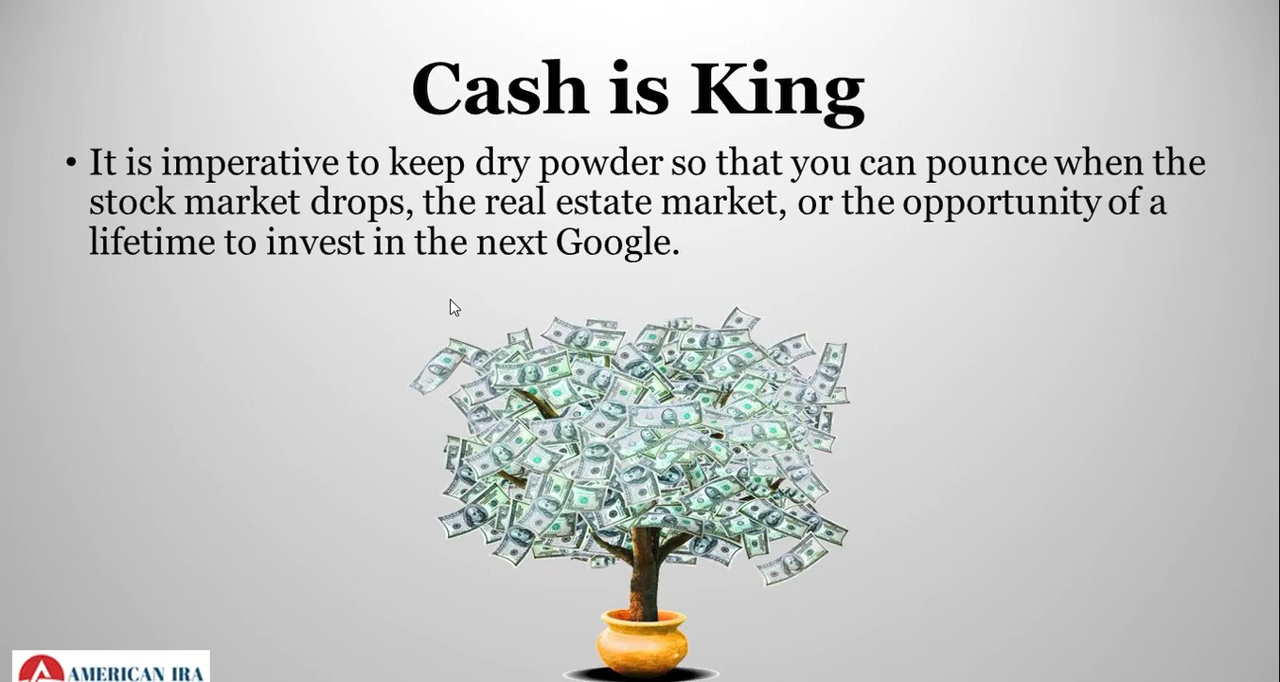 Cash is King
• It is imperative to keep dry powder so that you can pounce when the
stock market drops, the real estate market, or the opportunity of a
lifetime to invest in the next Google.
AMERICAN IRA